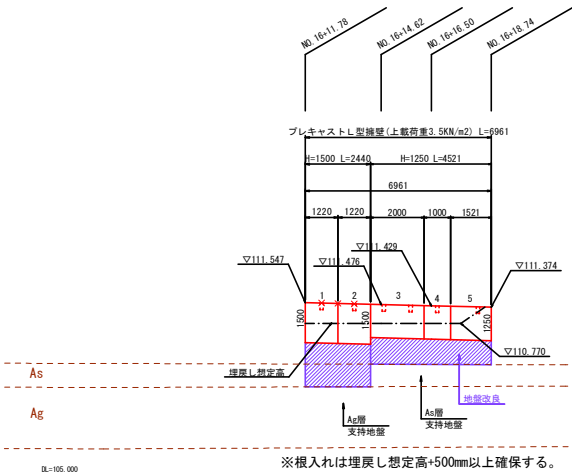 NO.16+11.78
NO.16+14.62
NO.16+16.50
NO.16+18.74
プレキャストL型擁壁(上載荷重3.5KN/m2) L=6961
H=1500 L=2440
H=1250 L=4521
6961
1220
1220
2000
1000
1521
▽111.429
▽111.547
▽111.476
▽111.374
1
2
3
4
5
1500
1500
1250
▽110.770
埋戻し想定高
As
地盤改良
Ag
Ag層
支持地盤
As層
支持地盤
※根入れは埋戻し想定高+500mm以上確保する。
DL=105.000